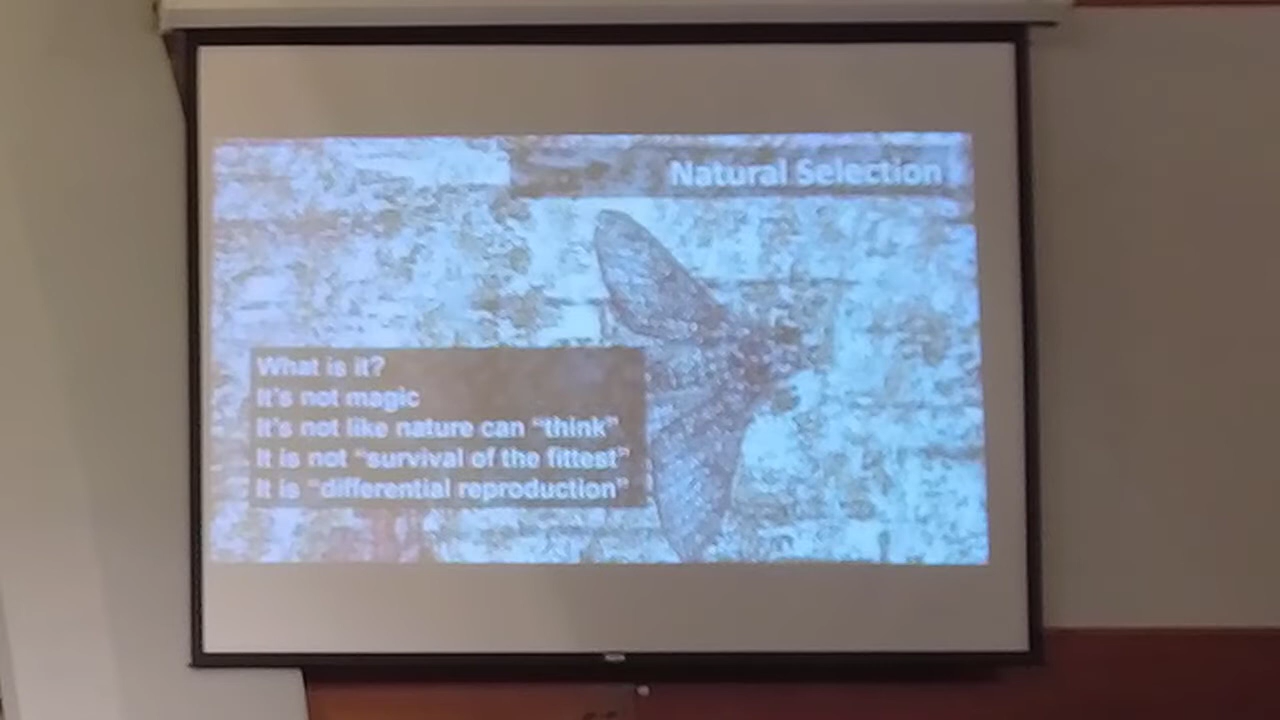 Natural Selection
What is it?
It's not magic
It's not like nature can "think"
It is not "survival of the fittest"
It is "differential reproduction"